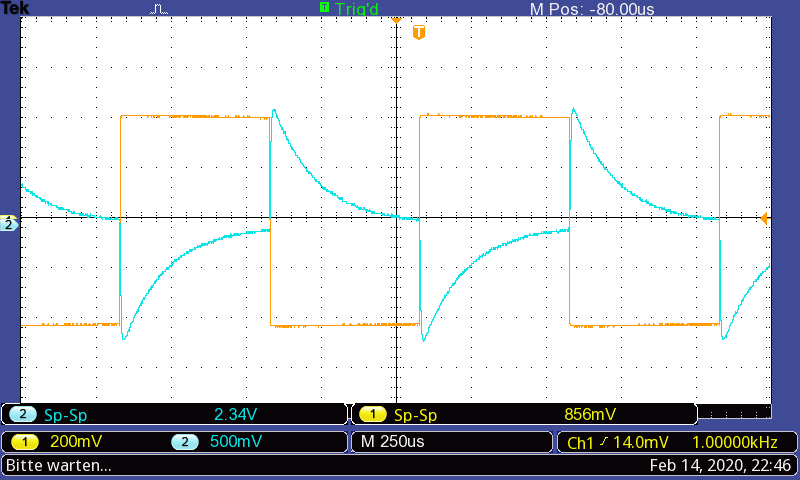 Tek T Trig'd M Pos: -80.00us
T
1
2
2 Sp-Sp 2.34V 1 Sp-Sp 856mV
1 200mV 2 500mV M 250us Ch1 14.0mV 1.00000kHz
Bitte warten... Feb 14, 2020, 22:46